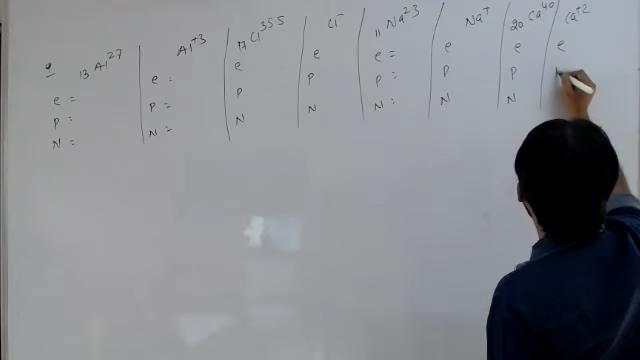 13 Al 27 | Al+3 | 17 Cl 35.5 | Cl- | 11 Na 23 | Na+ | 20 Ca 40 | Ca+2
e = | e = | e | e | e = | e | e | e
P = | P = | P | P | P = | P | P
N = | N = | N | N | N = | N | N